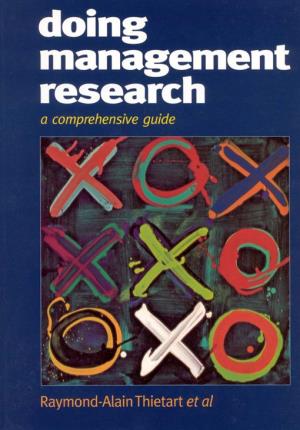 doing
management
research
a comprehensive guide
Raymond-Alain Thietart et al